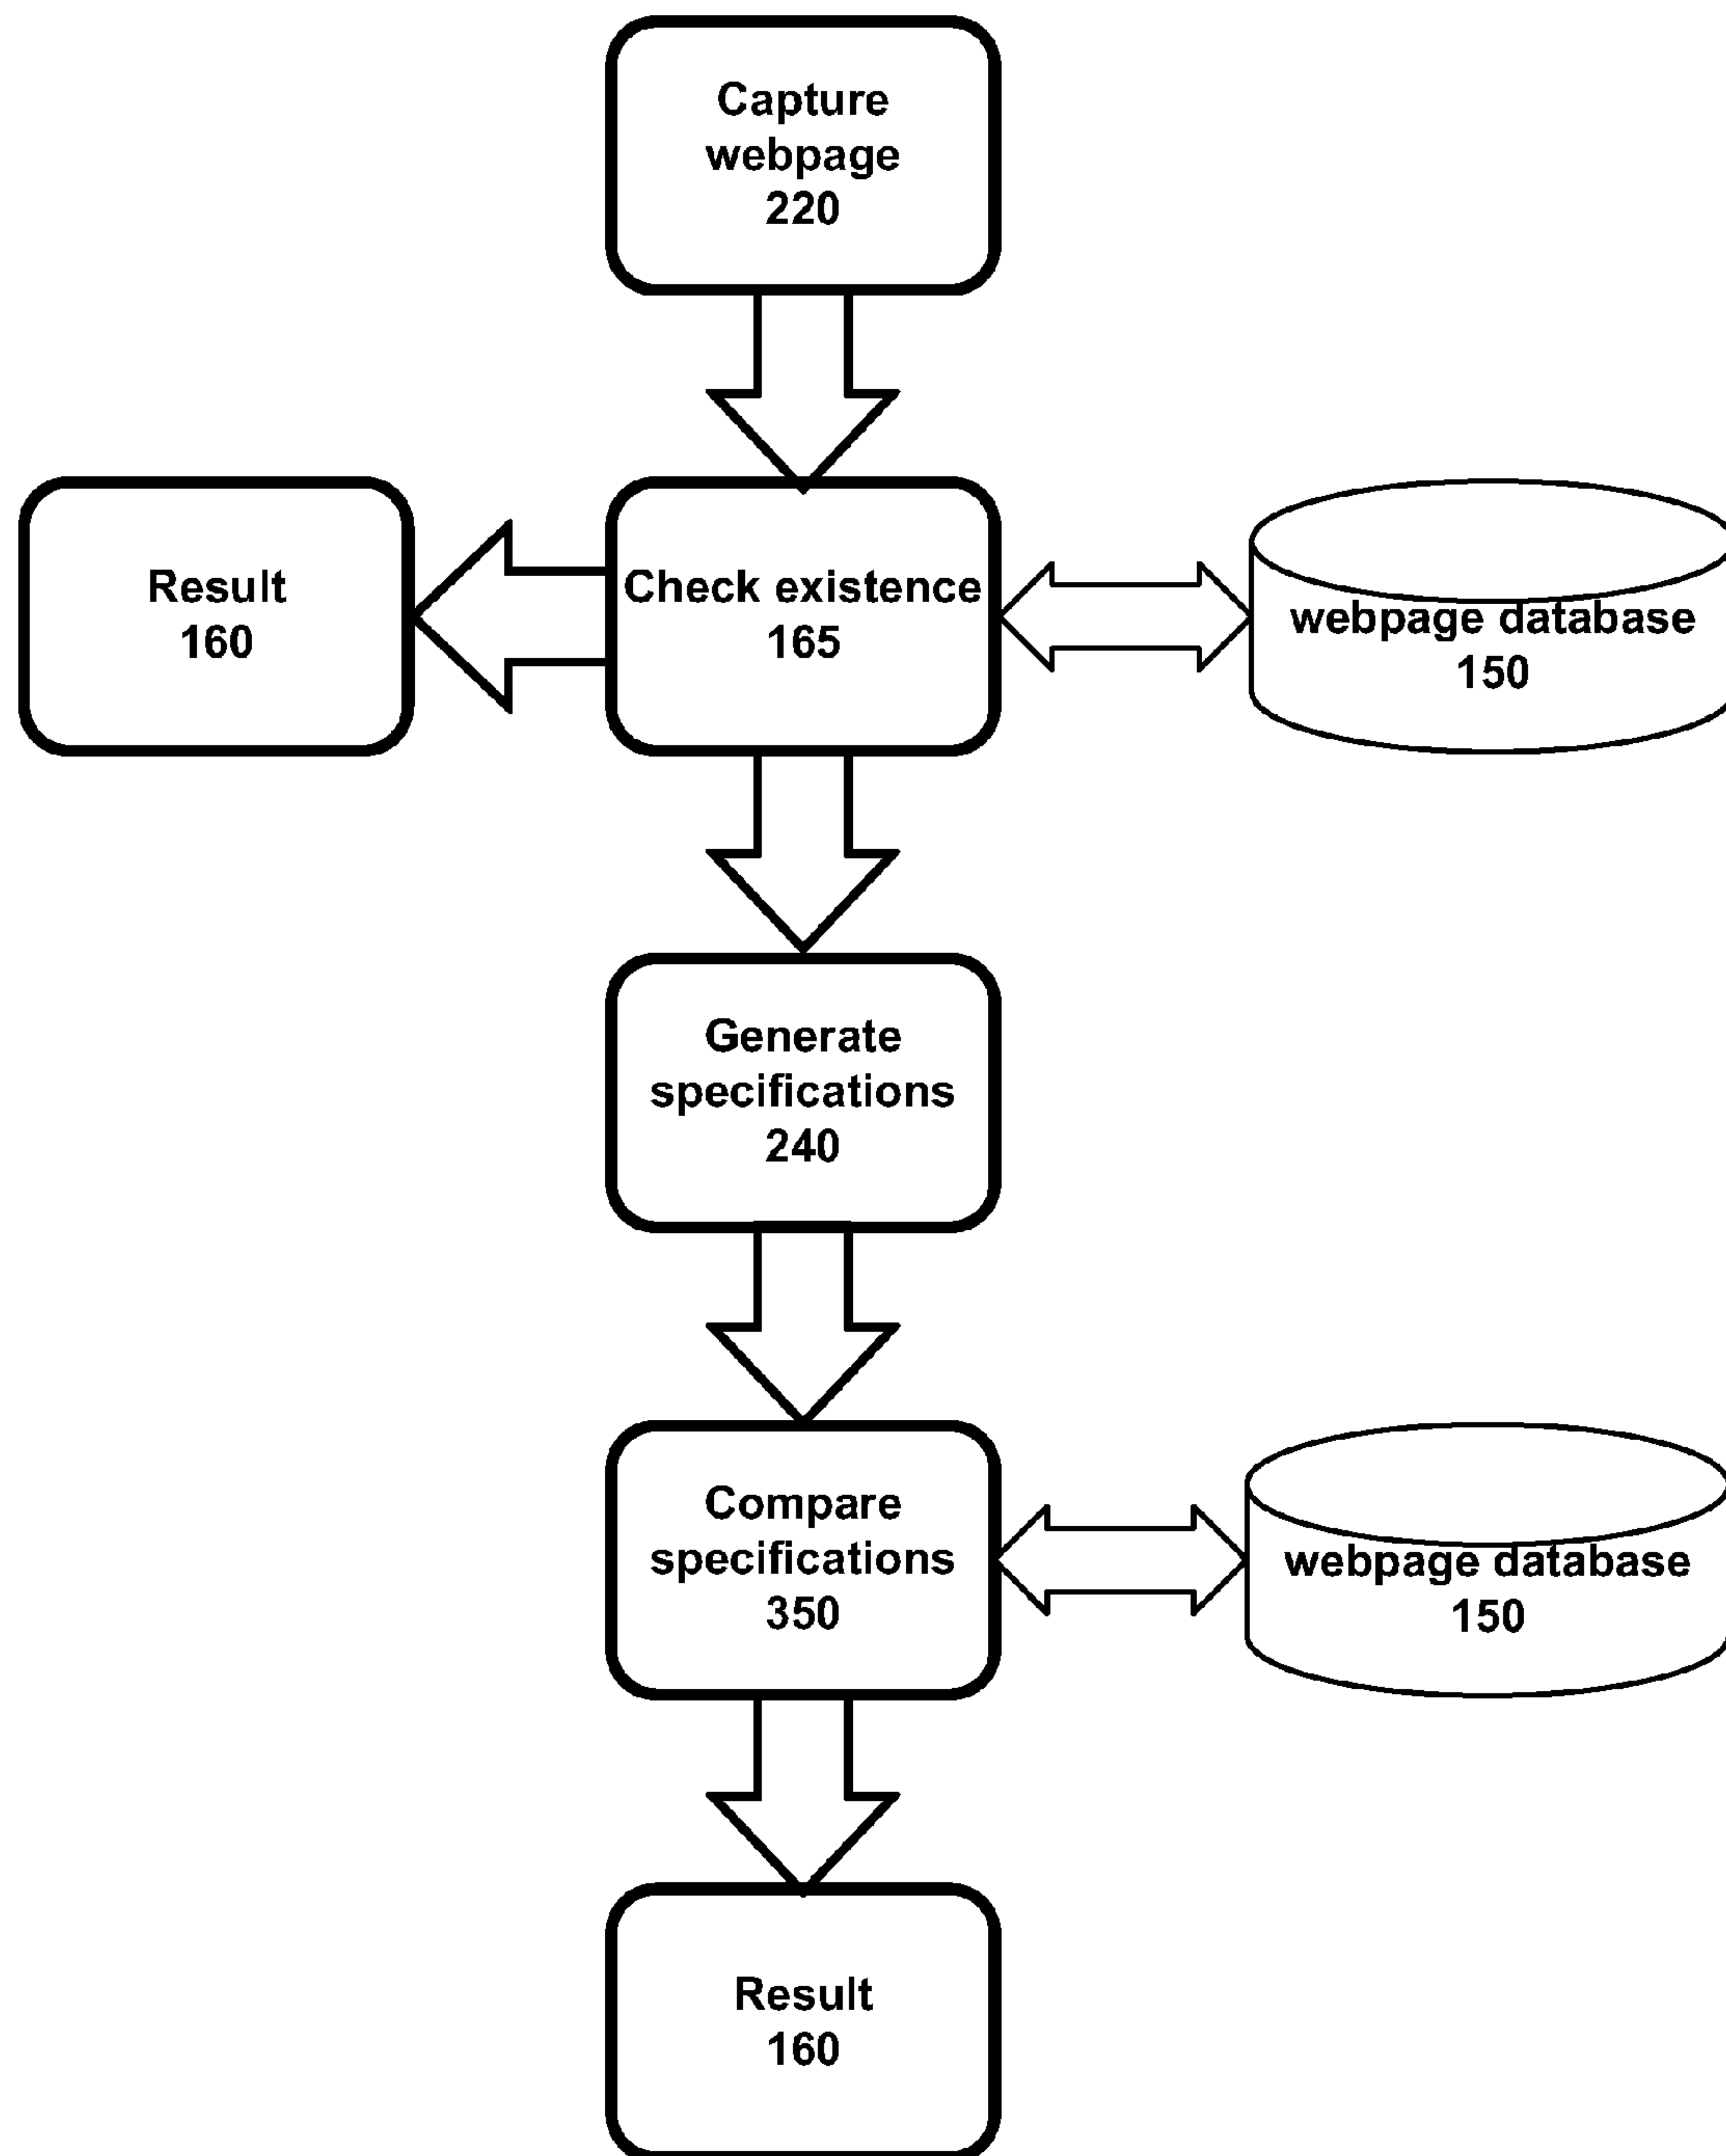 Capture
webpage
220
Result
160
Check existence
165
webpage database
150
Generate
specifications
240
Compare
specifications
350
webpage database
150
Result
160